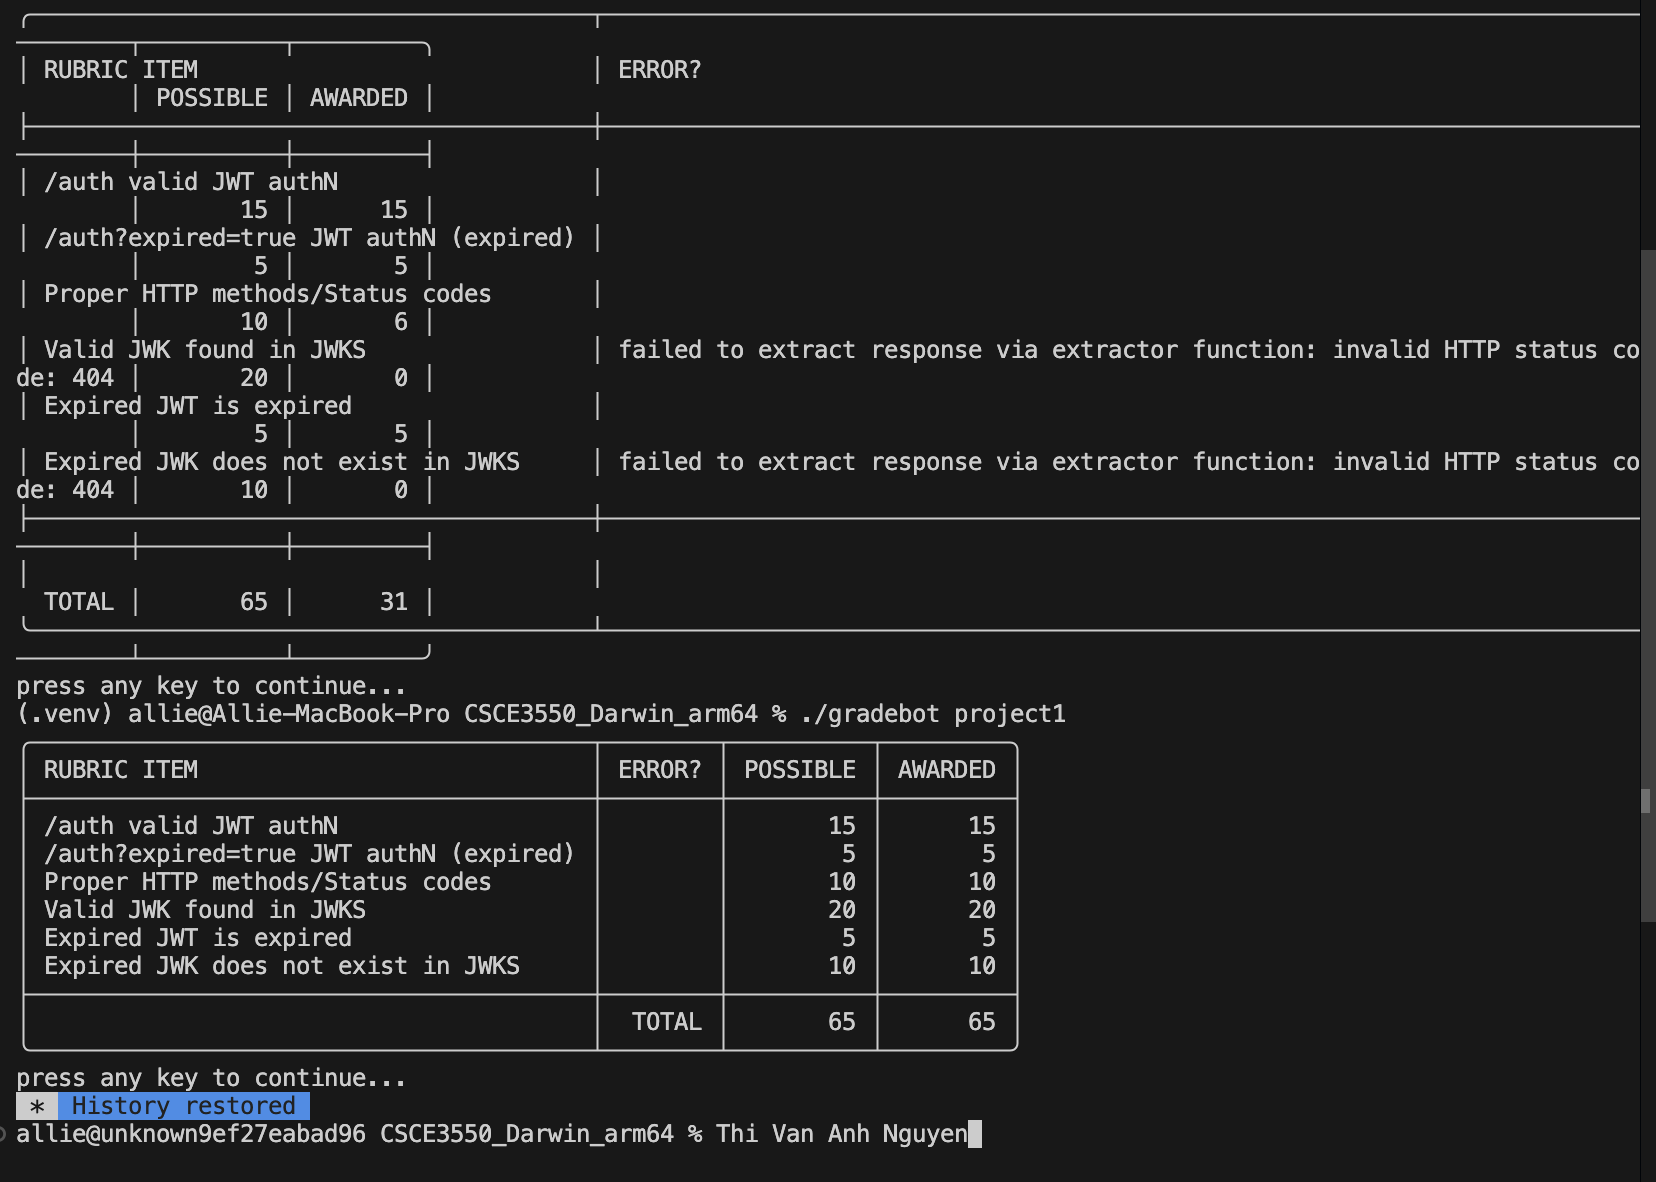 RUBRIC ITEM ERROR?
POSSIBLE AWARDED
/auth valid JWT authN
15 15
/auth?expired=true JWT authN (expired)
5 5
Proper HTTP methods/Status codes
10 6
Valid JWK found in JWKS failed to extract response via extractor function: invalid HTTP status co
de: 404 20 0
Expired JWT is expired
5 5
Expired JWK does not exist in JWKS failed to extract response via extractor function: invalid HTTP status co
de: 404 10 0
TOTAL 65 31
press any key to continue...
(.venv) allie@Allie-MacBook-Pro CSCE3550_Darwin_arm64 % ./gradebot project1
RUBRIC ITEM ERROR? POSSIBLE AWARDED
/auth valid JWT authN 15 15
/auth?expired=true JWT authN (expired) 5 5
Proper HTTP methods/Status codes 10 10
Valid JWK found in JWKS 20 20
Expired JWT is expired 5 5
Expired JWK does not exist in JWKS 10 10
TOTAL 65 65
press any key to continue...
* History restored
allie@unknown9ef27eabad96 CSCE3550_Darwin_arm64 % Thi Van Anh Nguyen